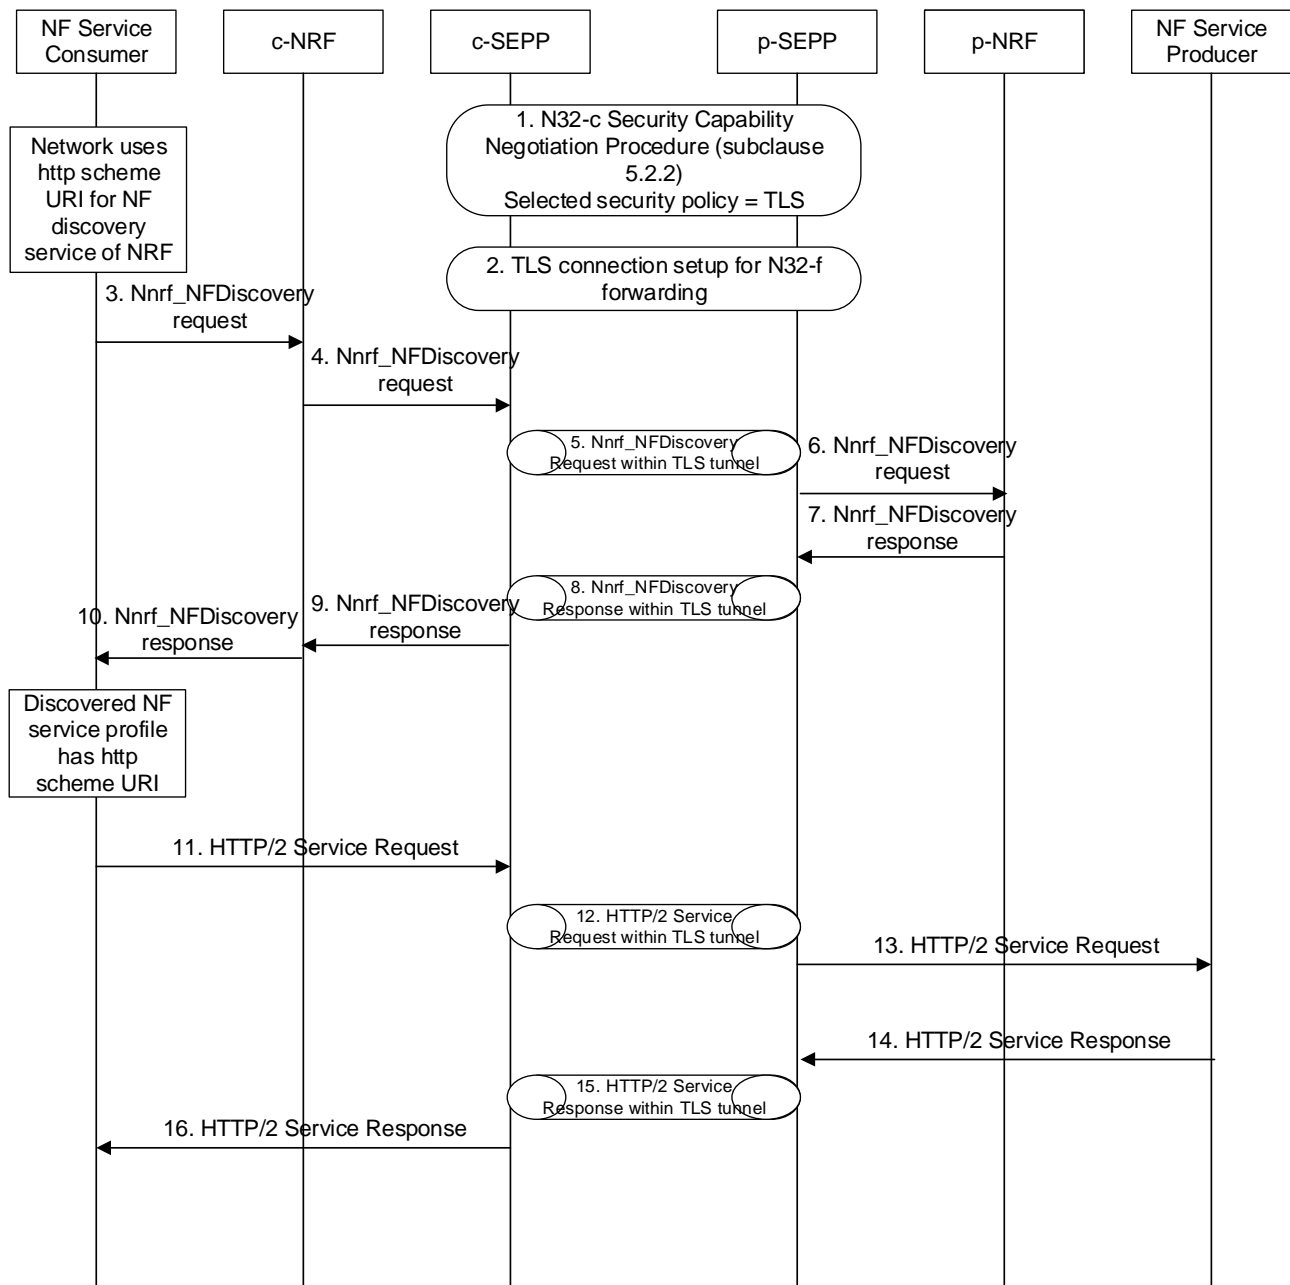 NF Service
Consumer
c-NRF
c-SEPP
p-SEPP
p-NRF
NF Service
Producer
1. N32-c Security Capability
Negotiation Procedure (subclause
5.2.2)
Selected security policy = TLS
Network uses
http scheme
URI for NF
discovery
service of NRF
2. TLS connection setup for N32-f
forwarding
3. Nnrf_NFDiscovery
request
4. Nnrf_NFDiscovery
request
5. Nnrf_NFDiscovery
Request within TLS tunnel
6. Nnrf_NFDiscovery
request
7. Nnrf_NFDiscovery
response
8. Nnrf_NFDiscovery
Response within TLS tunnel
9. Nnrf_NFDiscovery
response
10. Nnrf_NFDiscovery
response
Discovered NF
service profile
has http
scheme URI
11. HTTP/2 Service Request
12. HTTP/2 Service
Request within TLS tunnel
13. HTTP/2 Service Request
14. HTTP/2 Service Response
15. HTTP/2 Service
Response within TLS tunnel
16. HTTP/2 Service Response